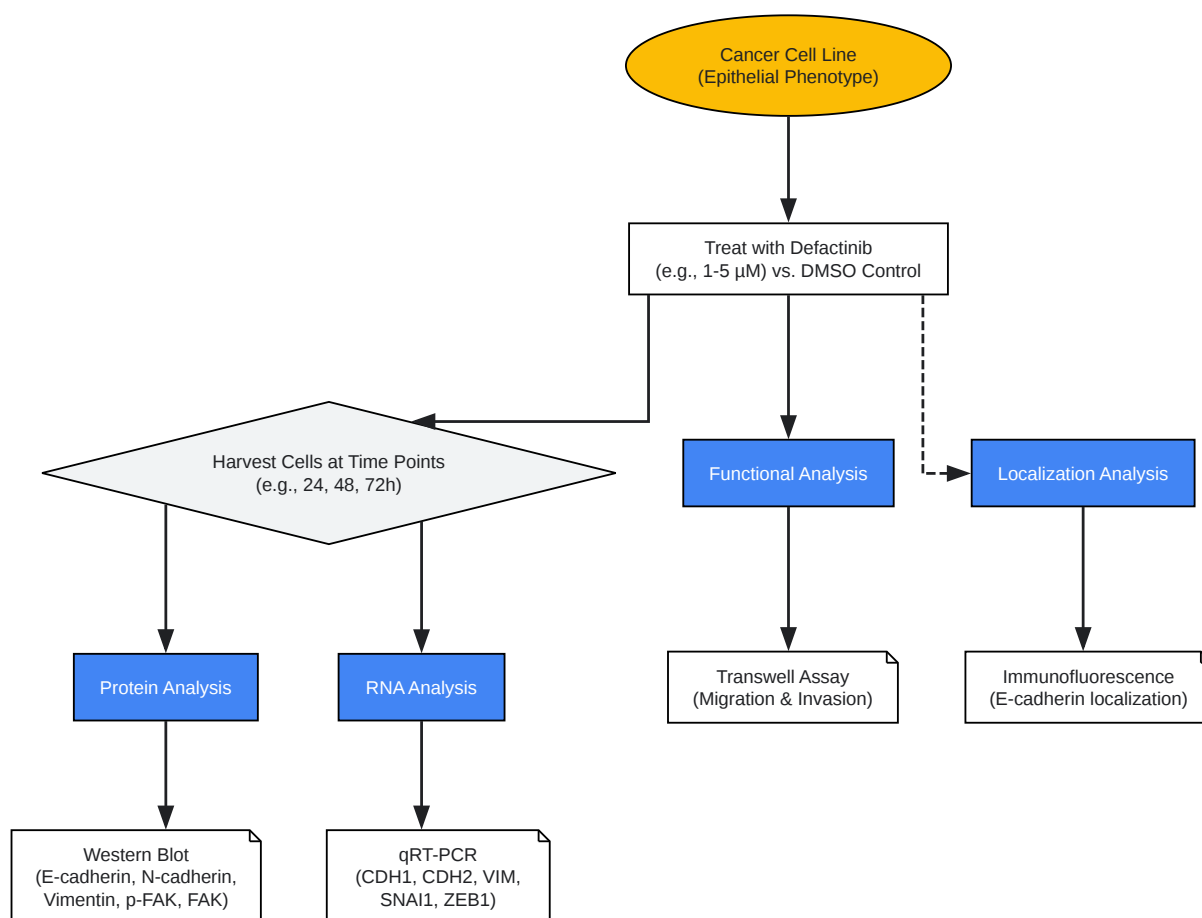 Cancer Cell Line
(Epithelial Phenotype)
Treat with Defactinib
(e.g., 1-5 µM) vs. DMSO Control
Harvest Cells at Time Points
(e.g., 24, 48, 72h)
Functional Analysis
Localization Analysis
Protein Analysis
RNA Analysis
Transwell Assay
(Migration & Invasion)
Immunofluorescence
(E-cadherin localization)
Western Blot
(E-cadherin, N-cadherin,
Vimentin, p-FAK, FAK)
qRT-PCR
(CDH1, CDH2, VIM,
SNAI1, ZEB1)